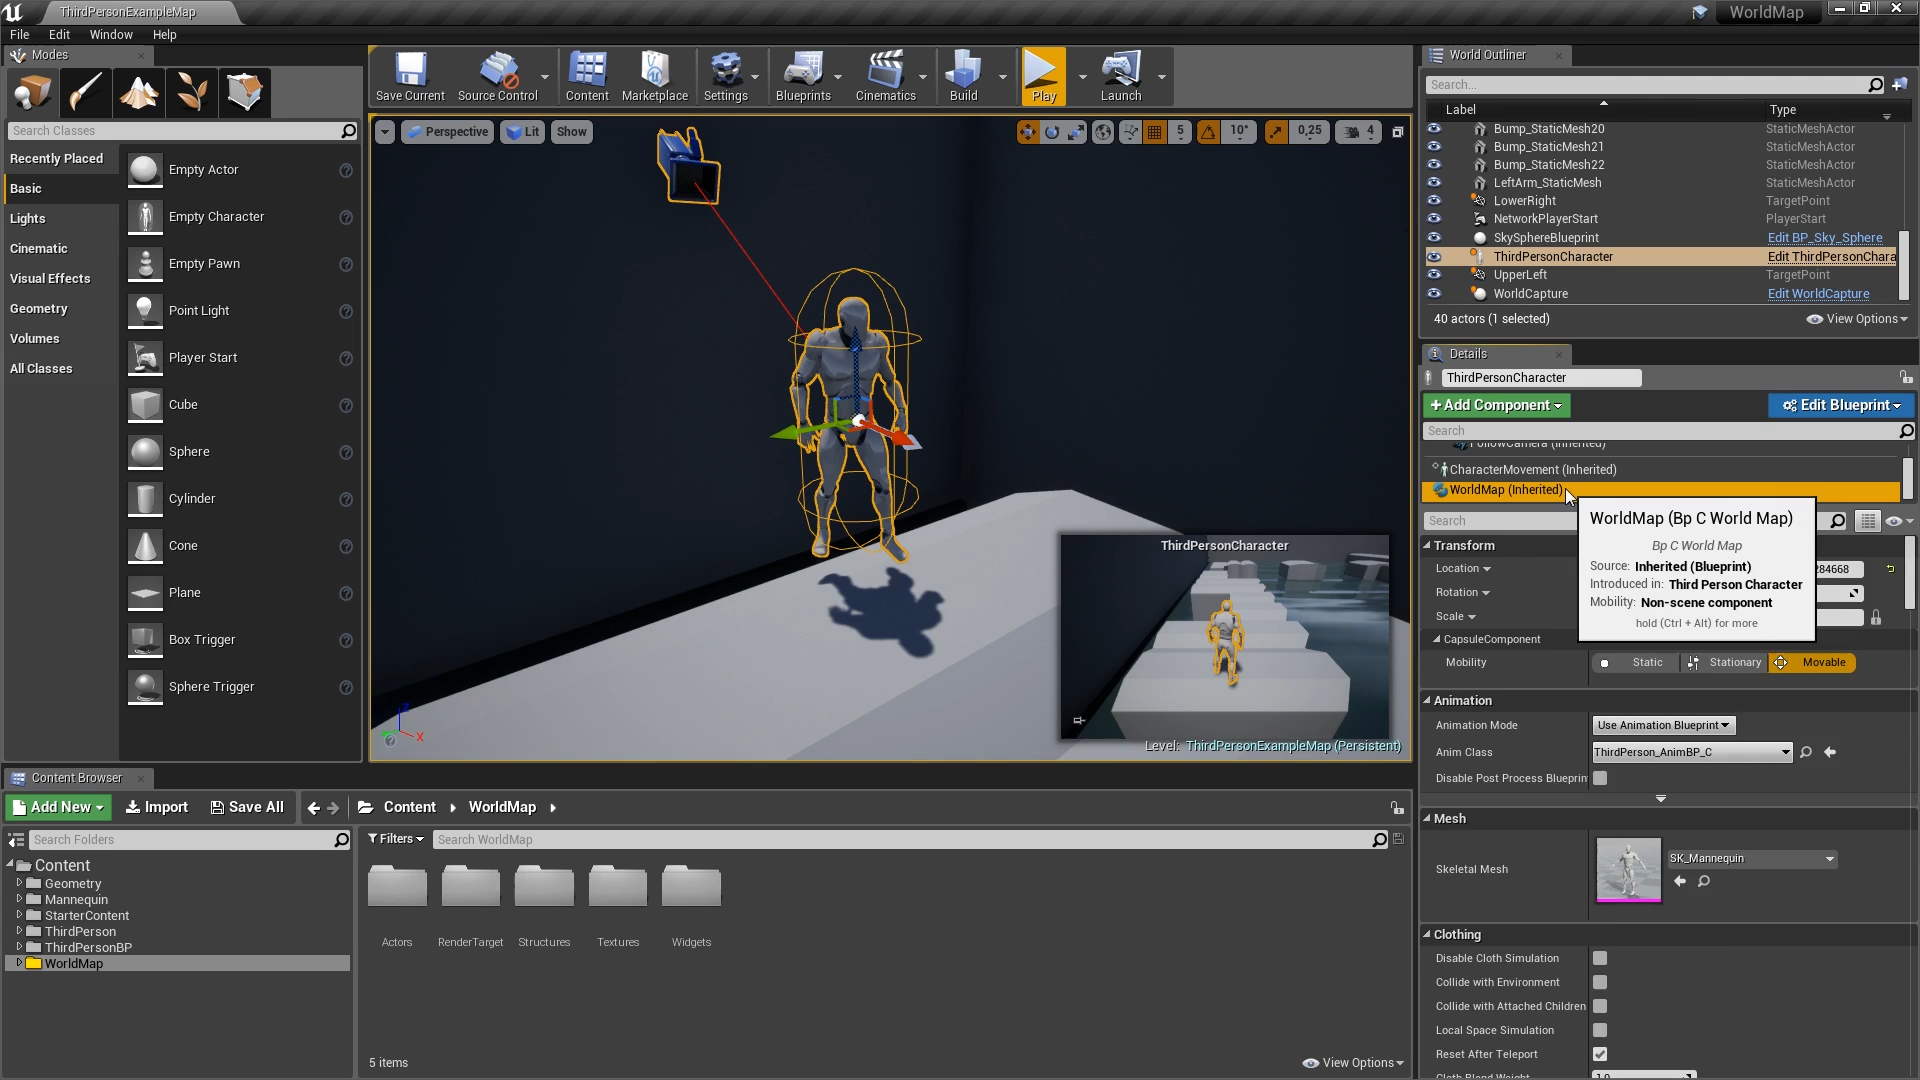 ThirdPersonExampleMap
WorldMap
File Edit Window Help
Modes
Search Classes
Recently Placed
Basic
Lights
Cinematic
Visual Effects
Geometry
Volumes
All Classes
Empty Actor
Empty Character
Empty Pawn
Point Light
Player Start
Cube
Sphere
Cylinder
Cone
Plane
Box Trigger
Sphere Trigger
Save Current Source Control Content Marketplace Settings Blueprints Cinematics Build Play Launch
Perspective Lit Show
5 10° 0,25 4
ThirdPersonCharacter
Z
X
Level: ThirdPersonExampleMap (Persistent)
World Outliner
Search...
Label Type
Bump_StaticMesh20 StaticMeshActor
Bump_StaticMesh21 StaticMeshActor
Bump_StaticMesh22 StaticMeshActor
LeftArm_StaticMesh StaticMeshActor
LowerRight TargetPoint
NetworkPlayerStart PlayerStart
SkySphereBlueprint Edit BP_Sky_Sphere
ThirdPersonCharacter Edit ThirdPersonChara
UpperLeft TargetPoint
WorldCapture Edit WorldCapture
40 actors (1 selected) View Options
Details
ThirdPersonCharacter
+Add Component Edit Blueprint
Search
FollowCamera (Inherited)
CharacterMovement (Inherited)
WorldMap (Inherited)
Search
WorldMap (Bp C World Map)
Bp C World Map
Source: Inherited (Blueprint)
Introduced in: Third Person Character
Mobility: Non-scene component
hold (Ctrl + Alt) for more
Transform
Location 284668
Rotation
Scale
CapsuleComponent
Mobility Static Stationary Movable
Animation
Animation Mode Use Animation Blueprint
Anim Class ThirdPerson_AnimBP_C
Disable Post Process Blueprin
Mesh
Skeletal Mesh SK_Mannequin
Clothing
Disable Cloth Simulation
Collide with Environment
Collide with Attached Children
Local Space Simulation
Reset After Teleport
Cloth Blend Weight 1.0
Content Browser
Add New Import Save All Content WorldMap
Search Folders
Content
Geometry
Mannequin
StarterContent
ThirdPerson
ThirdPersonBP
WorldMap
Filters Search WorldMap
Actors RenderTarget Structures Textures Widgets
5 items View Options